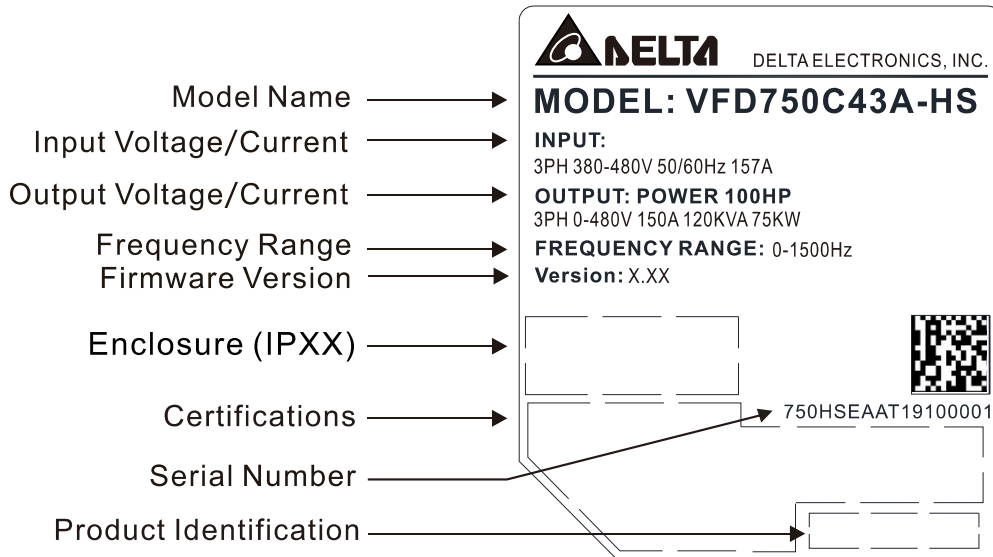 DELTA
DELTA ELECTRONICS, INC.
Model Name
MODEL: VFD750C43A-HS
Input Voltage/Current
INPUT:
3PH 380-480V 50/60Hz 157A
Output Voltage/Current
OUTPUT: POWER 100HP
3PH 0-480V 150A 120KVA 75KW
Frequency Range
FREQUENCY RANGE: 0-1500Hz
Firmware Version
Version: X.XX
Enclosure (IPXX)
Certifications
750HSEAAT19100001
Serial Number
Product Identification